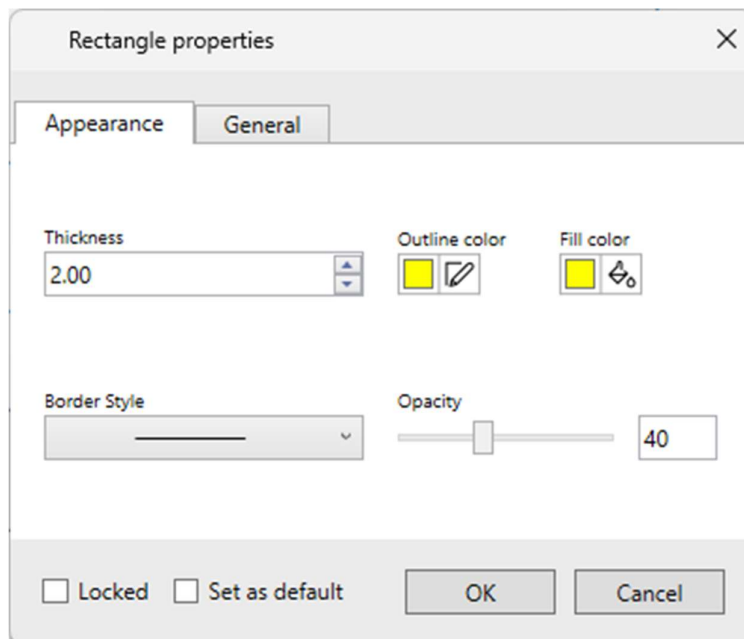 Rectangle properties
Appearance General
Thickness Outline color Fill color
2.00
Border Style Opacity
40
Locked Set as default OK Cancel